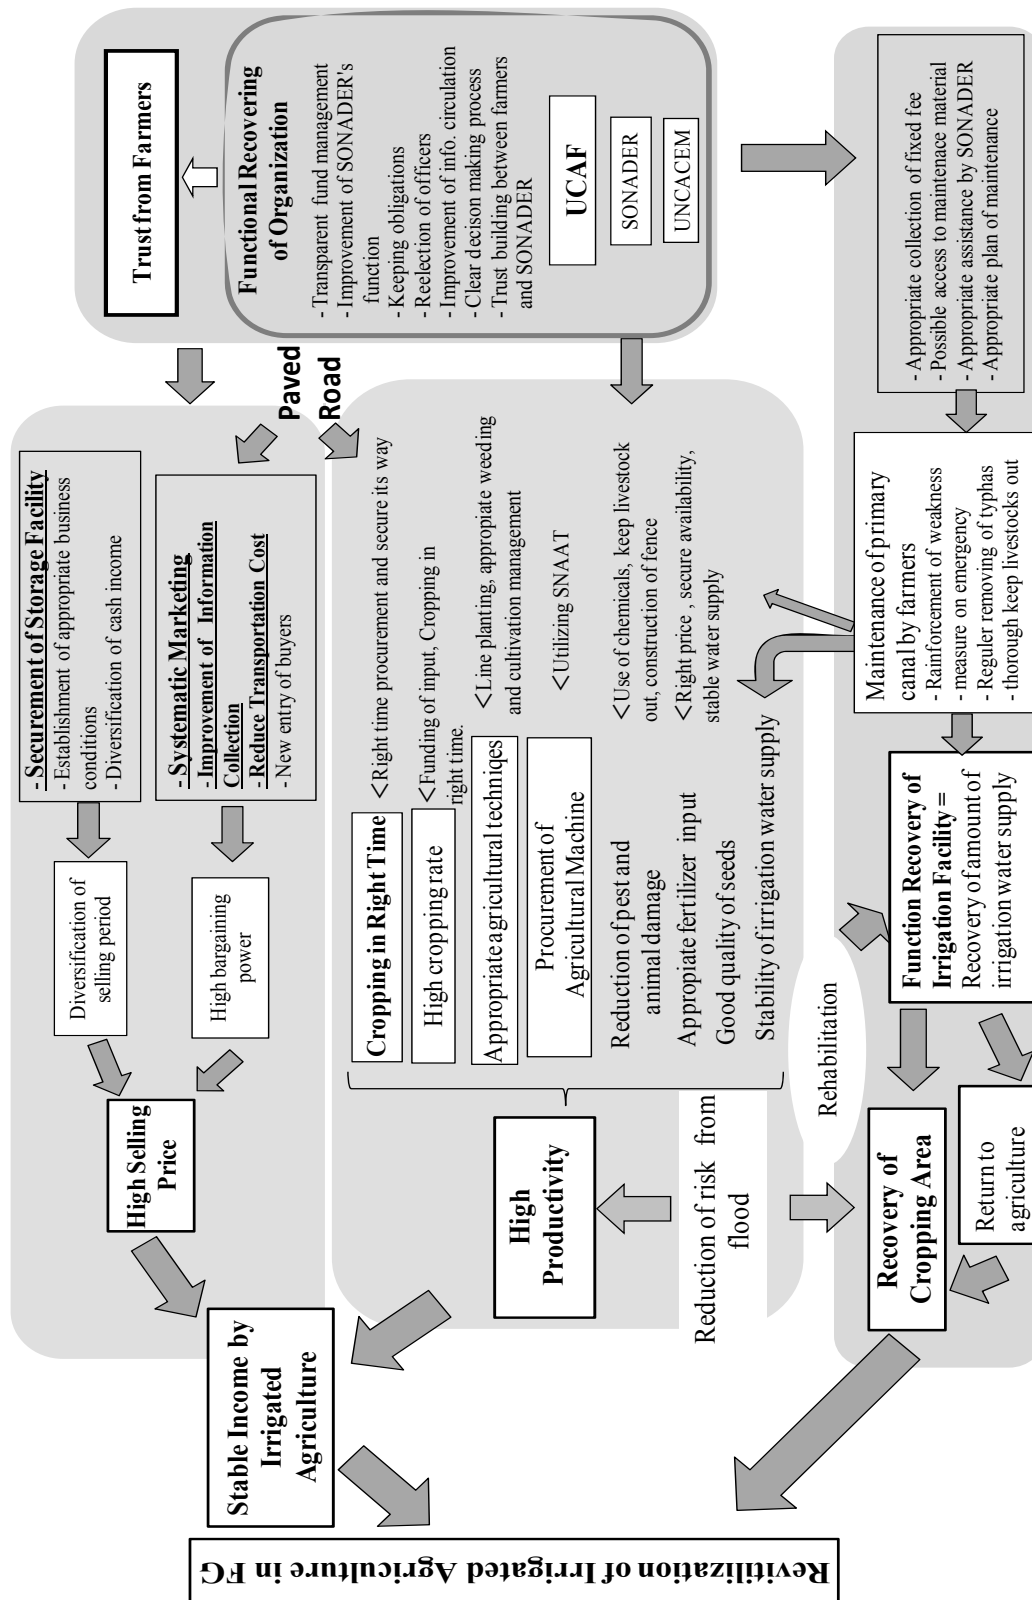 Revitilization of Irrigated Agriculture in FG
Stable Income by
Irrigated
Agriculture
High Selling
Price
Diversification of
selling period
High bargaining
power
- Securement of Storage Facility
- Establishment of appropriate business
conditions
- Diversification of cash income
- Systematic Marketing
- Improvement of Information
Collection
- Reduce Transportation Cost
- New entry of buyers
Paved
Road
Trust from Farmers
Functional Recovering
of Organization
- Transparent fund management
- Improvement of SONADER's
function
- Keeping obligations
- Reelection of officers
- Improvement of info. circulation
- Clear decision making process
- Trust building between farmers
and SONADER
UCAF
SONADER
UNCACEM
High
Productivity
Cropping in Right Time
<Right time procurement and secure its way
High cropping rate
<Funding of input, Cropping in
right time.
Appropriate agricultural techniqes
<Line planting, appropiate weeding
and cultivation management
Procurement of
Agricultural Machine
<Utilizing SNAAT
Reduction of pest and
animal damage
<Use of chemicals, keep livestock
out, construction of fence
Appropiate fertilizer input
Good quality of seeds
<Right price , secure availability,
stable water supply
Stability of irrigation water supply
Reduction of risk from
flood
Rehabilitation
Recovery of
Cropping Area
Return to
agriculture
Function Recovery of
Irrigation Facility =
Recovery of amount of
irrigation water supply
Maintenance of primary
canal by farmers
- Rainforcement of weakness
- measure on emergency
- Reguler removing of typhas
- thorough keep livestocks out
- Appropriate collection of fixed fee
- Possible access to maintenace material
- Appropriate assistance by SONADER
- Appropriate plan of maintenance